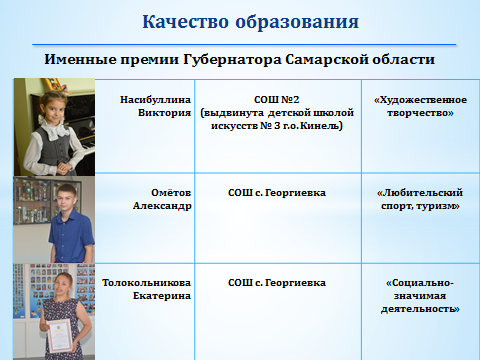 Качество образования
Именные премии Губернатора Самарской области
Насибуллина
Виктория
СОШ №2
(выдвинута детской школой
искусств № 3 г.о. Кинель)
«Художественное
творчество»
Омётов
Александр
СОШ с. Георгиевка
«Любительский
спорт, туризм»
Толокольникова
Екатерина
СОШ с. Георгиевка
«Социально-
значимая
деятельность»